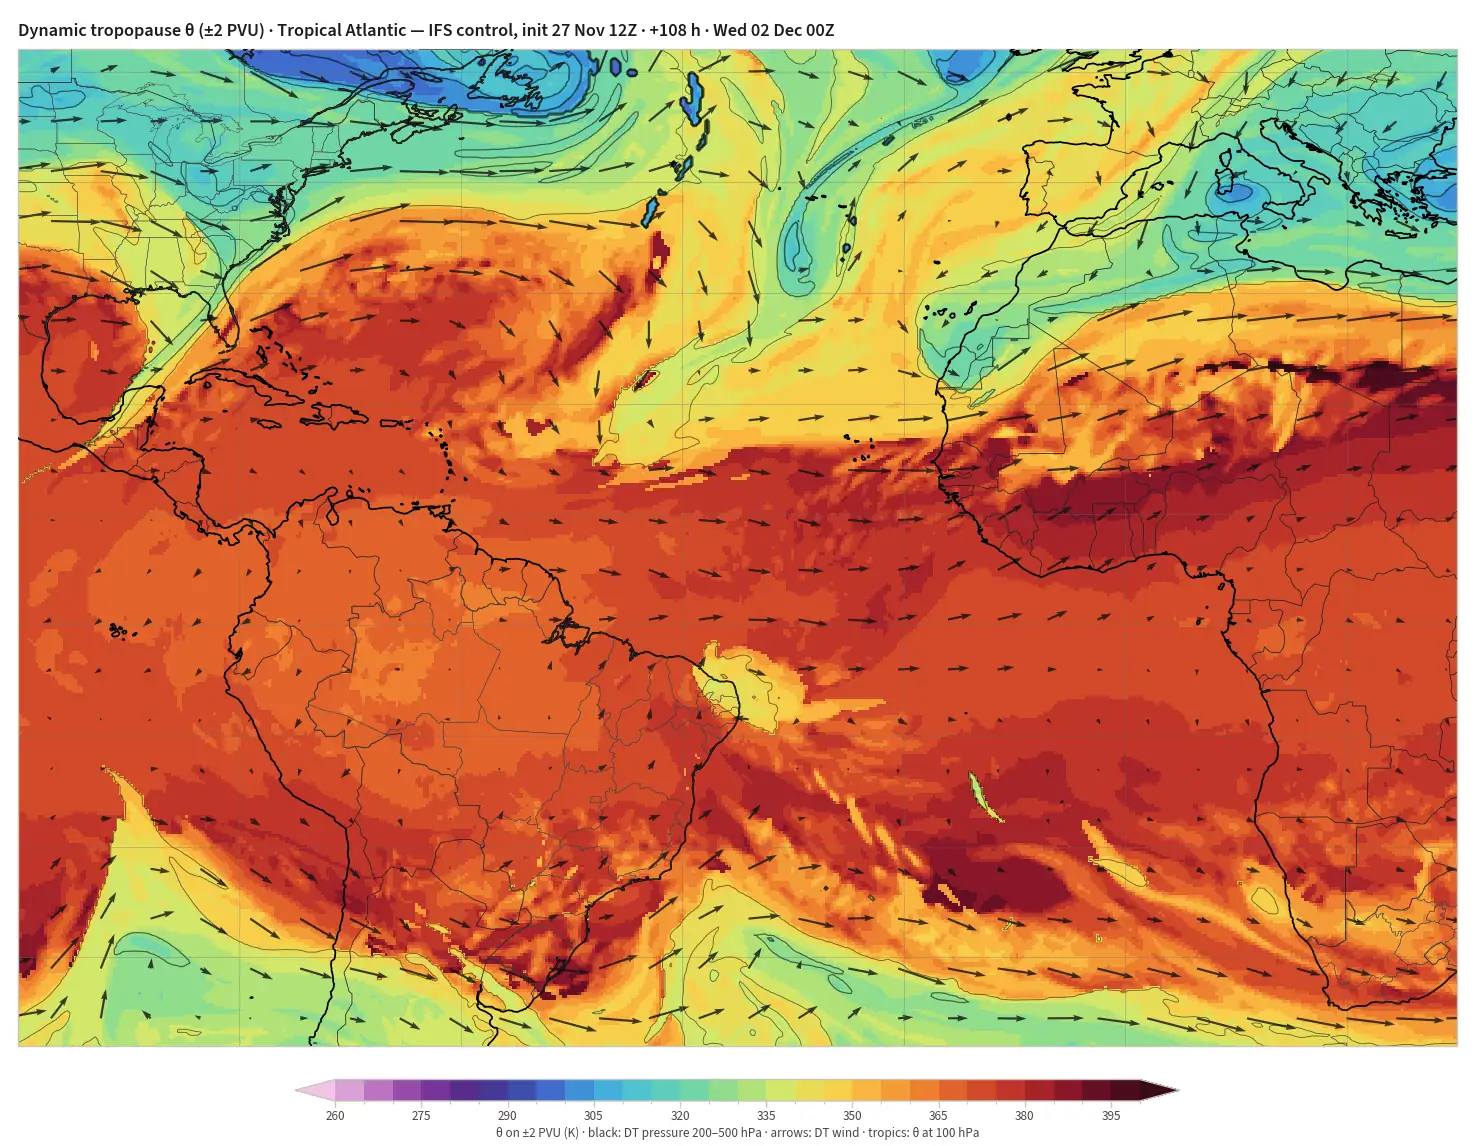 Dynamic tropopause θ (±2 PVU) · Tropical Atlantic — IFS control, init 27 Nov 12Z · +108 h · Wed 02 Dec 00Z
260 275 290 305 320 335 350 365 380 395
θ on ±2 PVU (K) · black: DT pressure 200–500 hPa · arrows: DT wind · tropics: θ at 100 hPa